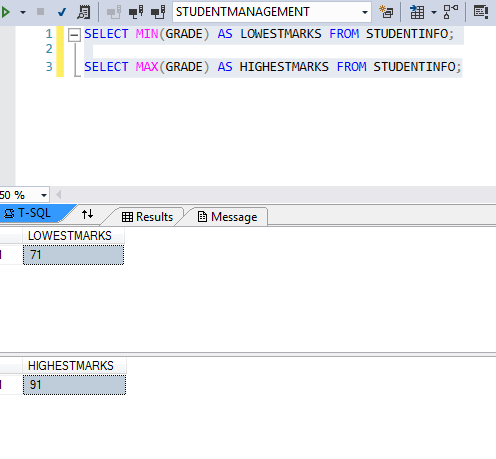 STUDENTMANAGEMENT
1 SELECT MIN(GRADE) AS LOWESTMARKS FROM STUDENTINFO;
2
3 SELECT MAX(GRADE) AS HIGHESTMARKS FROM STUDENTINFO;
50 %
T-SQL Results Message
LOWESTMARKS
71
HIGHESTMARKS
91